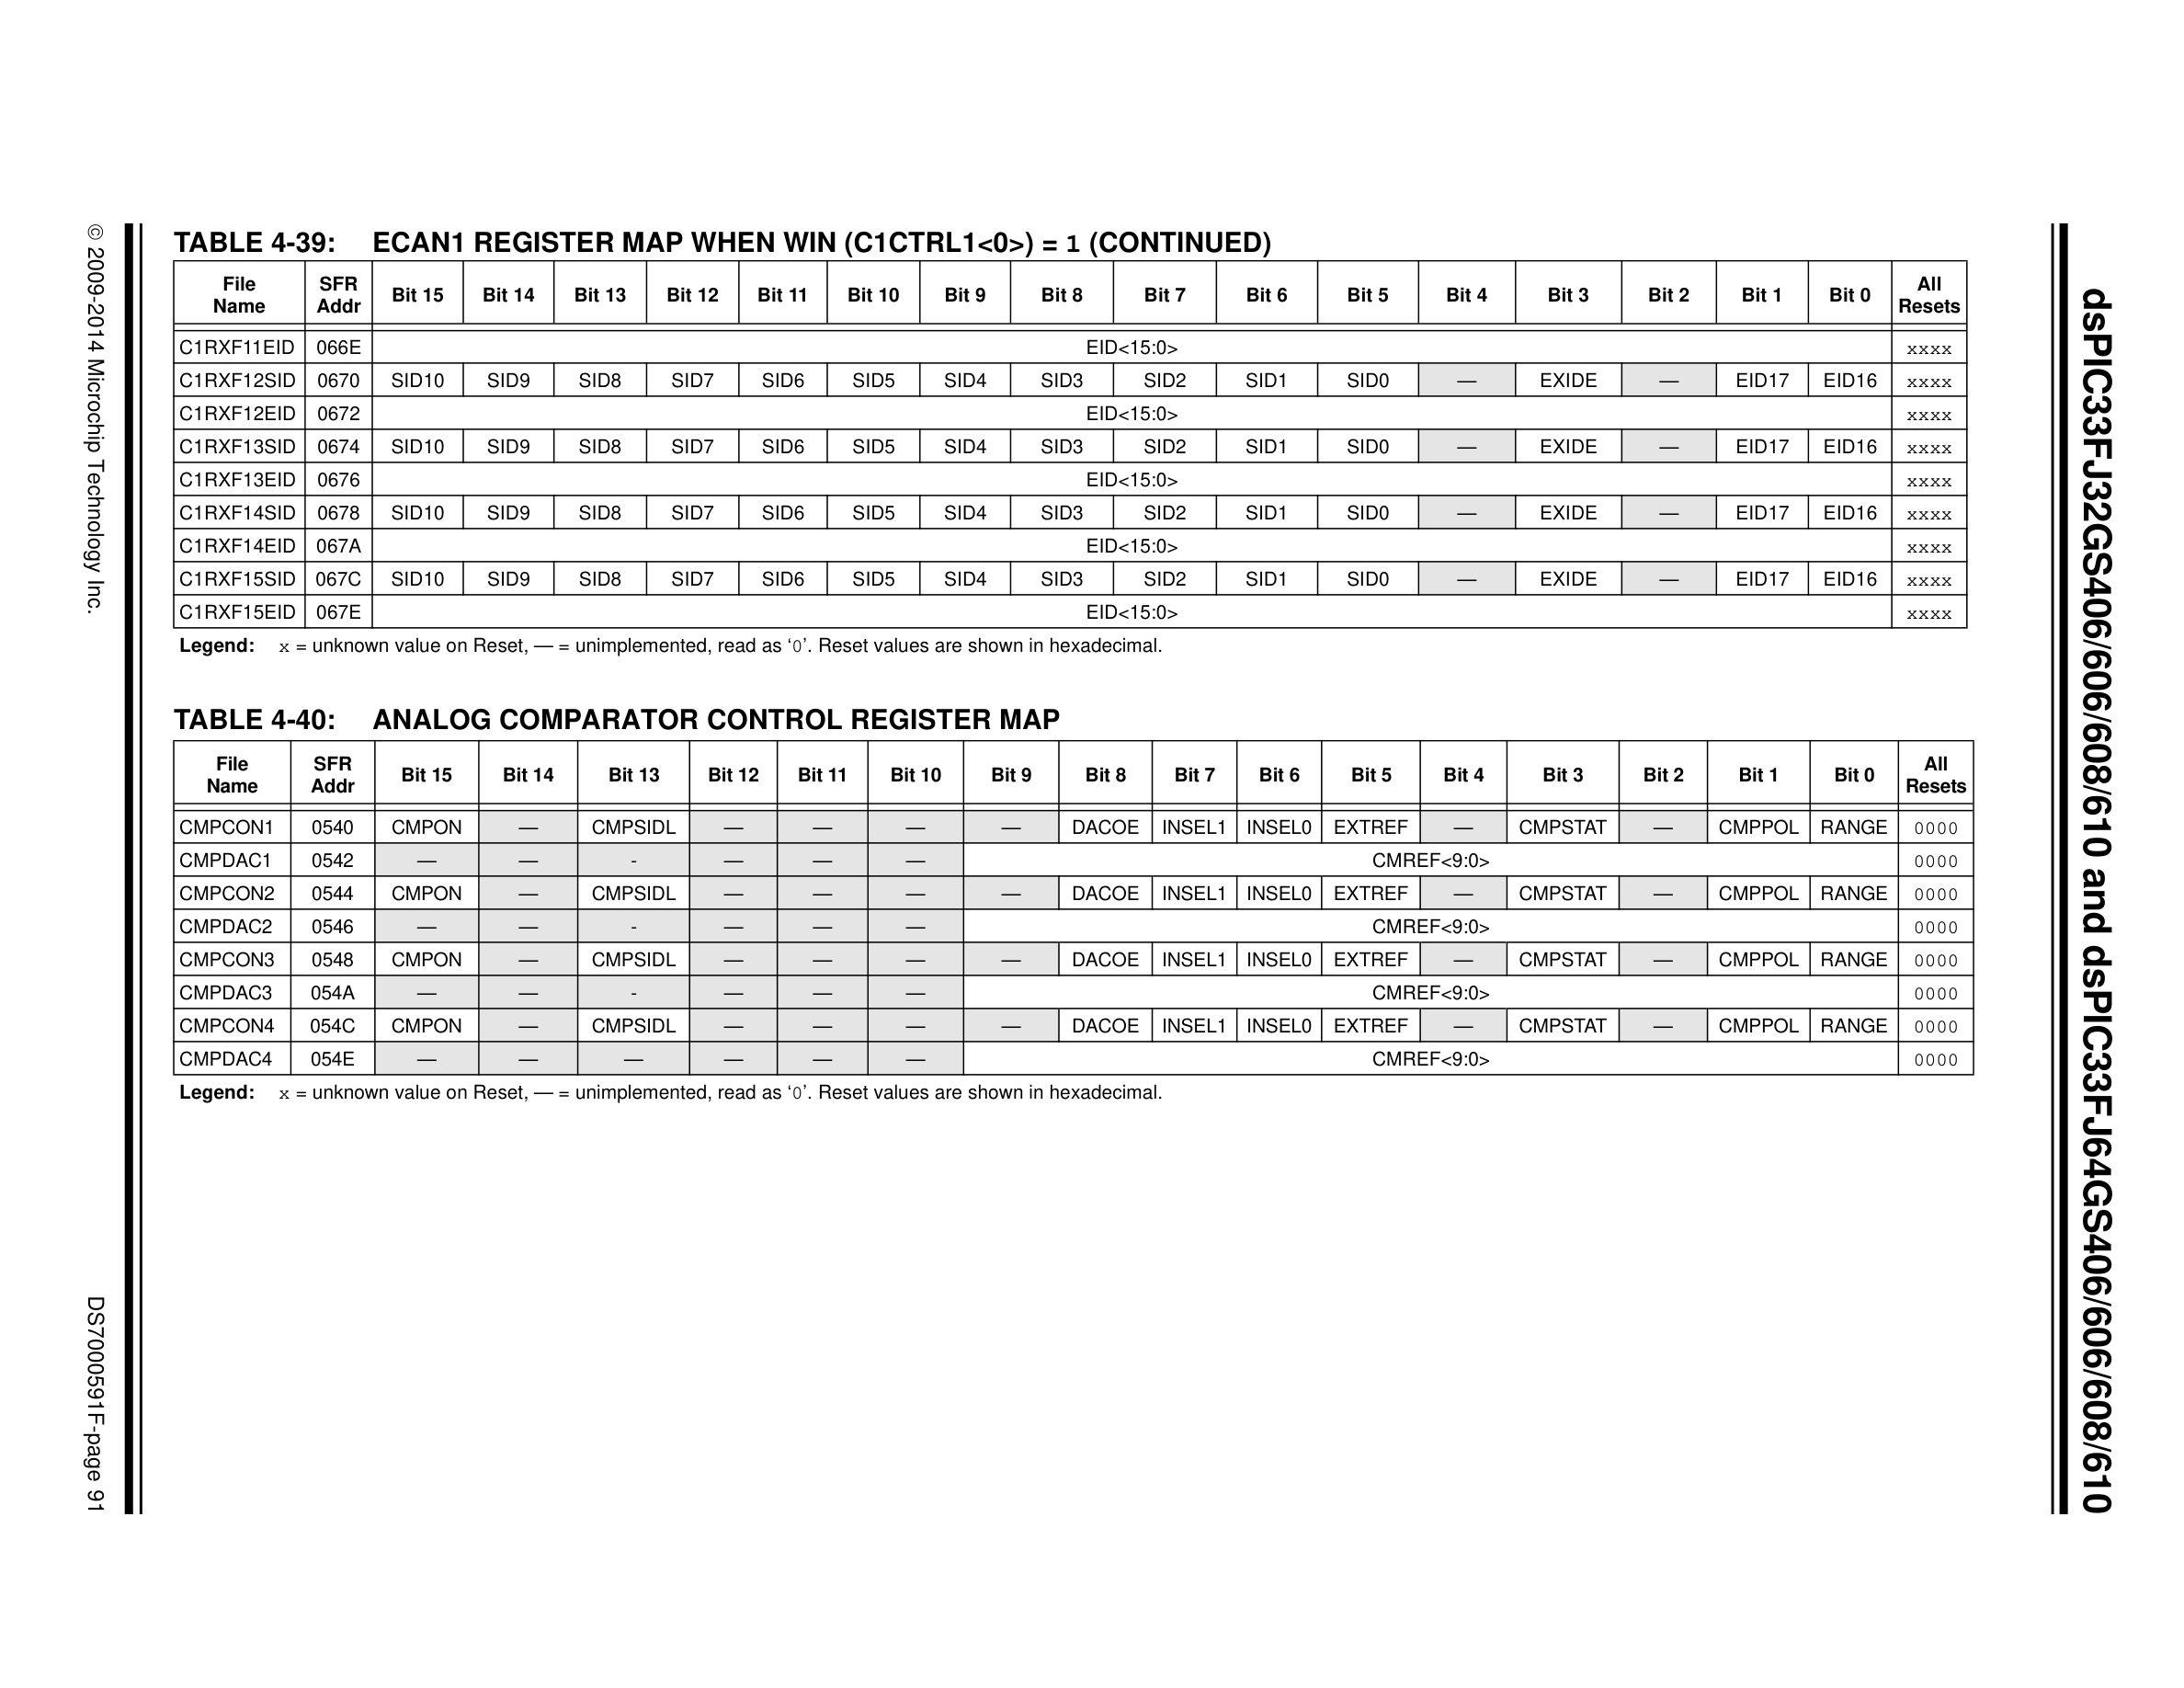 TABLE 4-39: ECAN1 REGISTER MAP WHEN WIN (C1CTRL1<0>) = 1 (CONTINUED)
File Name SFR Addr Bit 15 Bit 14 Bit 13 Bit 12 Bit 11 Bit 10 Bit 9 Bit 8 Bit 7 Bit 6 Bit 5 Bit 4 Bit 3 Bit 2 Bit 1 Bit 0 All Resets
C1RXF11EID 066E EID<15:0> xxxx
C1RXF12SID 0670 SID10 SID9 SID8 SID7 SID6 SID5 SID4 SID3 SID2 SID1 SID0 — EXIDE — EID17 EID16 xxxx
C1RXF12EID 0672 EID<15:0> xxxx
C1RXF13SID 0674 SID10 SID9 SID8 SID7 SID6 SID5 SID4 SID3 SID2 SID1 SID0 — EXIDE — EID17 EID16 xxxx
C1RXF13EID 0676 EID<15:0> xxxx
C1RXF14SID 0678 SID10 SID9 SID8 SID7 SID6 SID5 SID4 SID3 SID2 SID1 SID0 — EXIDE — EID17 EID16 xxxx
C1RXF14EID 067A EID<15:0> xxxx
C1RXF15SID 067C SID10 SID9 SID8 SID7 SID6 SID5 SID4 SID3 SID2 SID1 SID0 — EXIDE — EID17 EID16 xxxx
C1RXF15EID 067E EID<15:0> xxxx
Legend: x = unknown value on Reset, — = unimplemented, read as ‘0’. Reset values are shown in hexadecimal.
TABLE 4-40: ANALOG COMPARATOR CONTROL REGISTER MAP
File Name SFR Addr Bit 15 Bit 14 Bit 13 Bit 12 Bit 11 Bit 10 Bit 9 Bit 8 Bit 7 Bit 6 Bit 5 Bit 4 Bit 3 Bit 2 Bit 1 Bit 0 All Resets
CMPCON1 0540 CMPON — CMPSIDL — — — — DACOE INSEL1 INSEL0 EXTREF — CMPSTAT — CMPPOL RANGE 0000
CMPDAC1 0542 — — - — — — CMREF<9:0> 0000
CMPCON2 0544 CMPON — CMPSIDL — — — — DACOE INSEL1 INSEL0 EXTREF — CMPSTAT — CMPPOL RANGE 0000
CMPDAC2 0546 — — - — — — CMREF<9:0> 0000
CMPCON3 0548 CMPON — CMPSIDL — — — — DACOE INSEL1 INSEL0 EXTREF — CMPSTAT — CMPPOL RANGE 0000
CMPDAC3 054A — — - — — — CMREF<9:0> 0000
CMPCON4 054C CMPON — CMPSIDL — — — — DACOE INSEL1 INSEL0 EXTREF — CMPSTAT — CMPPOL RANGE 0000
CMPDAC4 054E — — — — — — CMREF<9:0> 0000
Legend: x = unknown value on Reset, — = unimplemented, read as ‘0’. Reset values are shown in hexadecimal.
dsPIC33FJ32GS406/606/608/610 and dsPIC33FJ64GS406/606/608/610
© 2009-2014 Microchip Technology Inc.
DS7000591F-page 91